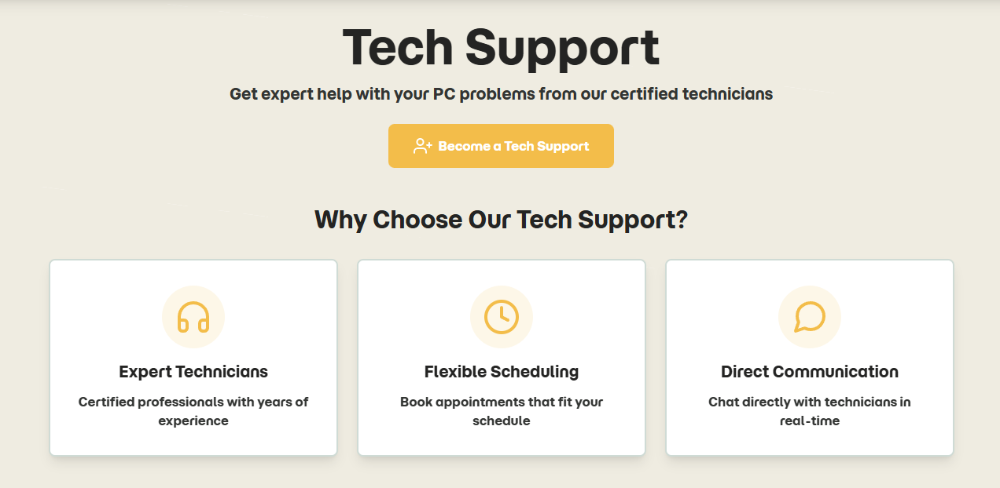 Tech Support
Get expert help with your PC problems from our certified technicians
Become a Tech Support
Why Choose Our Tech Support?
Expert Technicians
Certified professionals with years of
experience
Flexible Scheduling
Book appointments that fit your
schedule
Direct Communication
Chat directly with technicians in
real-time